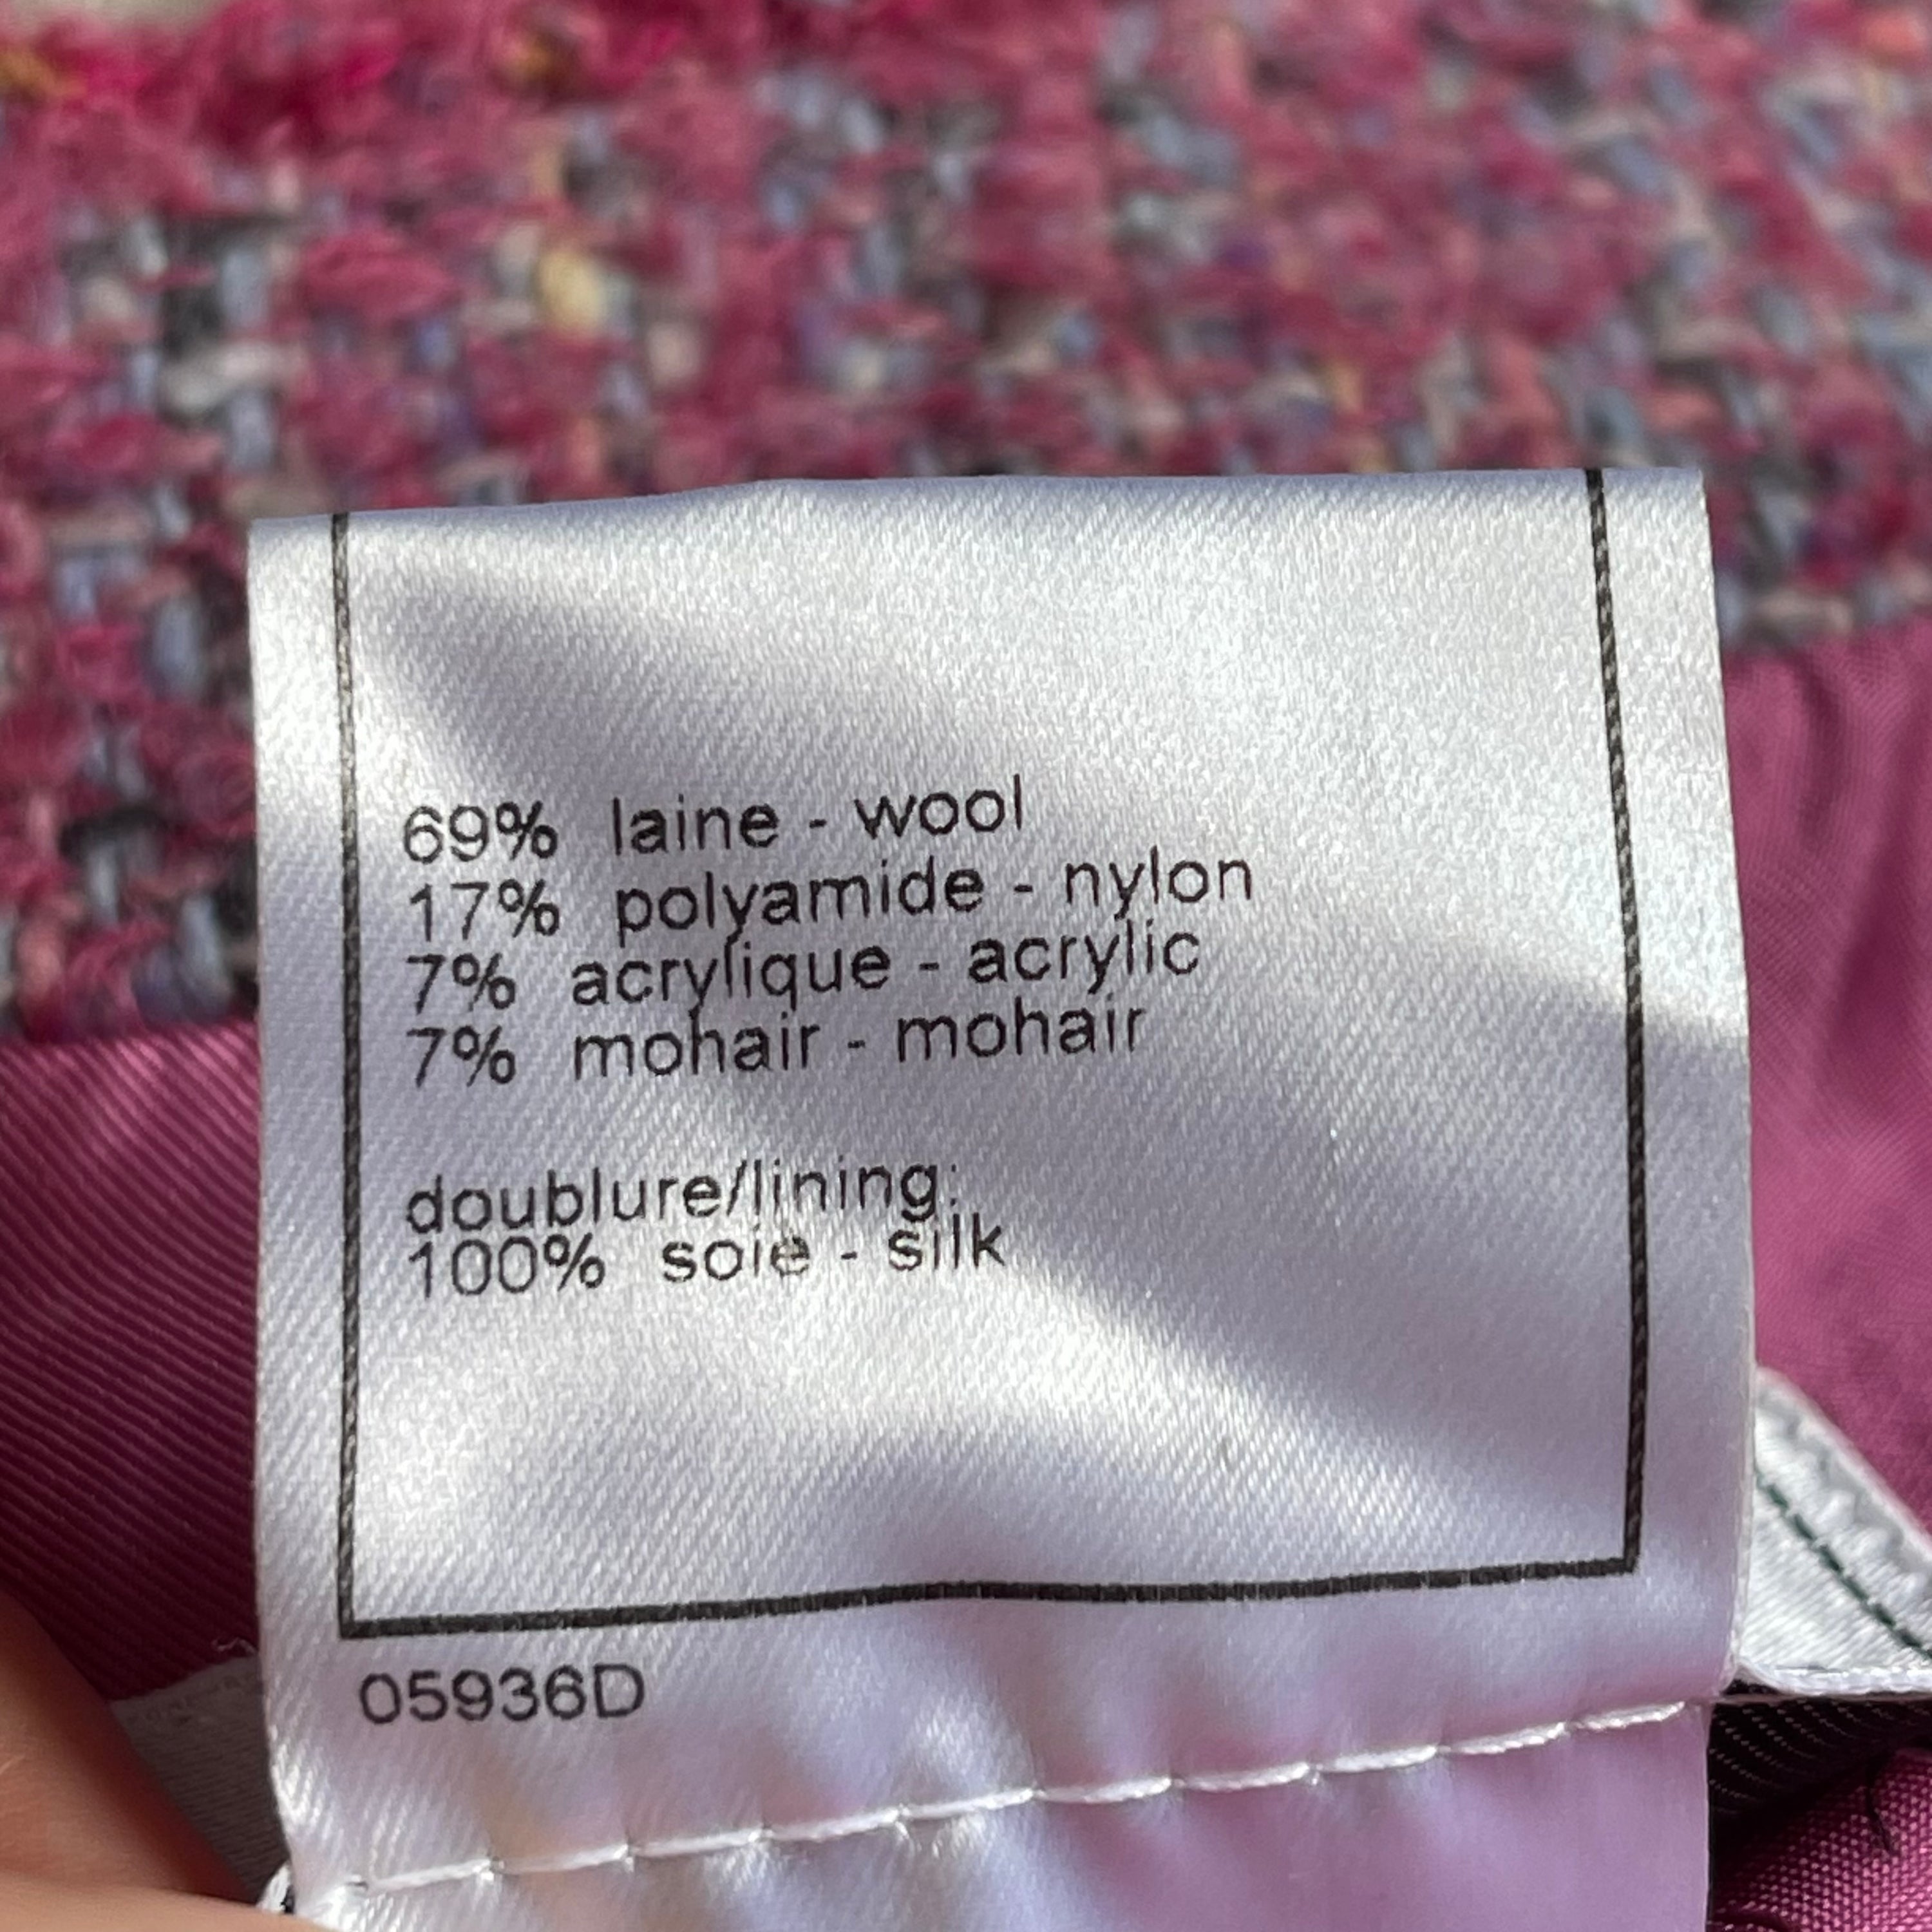 69% laine - wool
17% polyamide - nylon
7% acrylique - acrylic
7% mohair - mohair
doublure/lining:
100% soie - silk
05936D